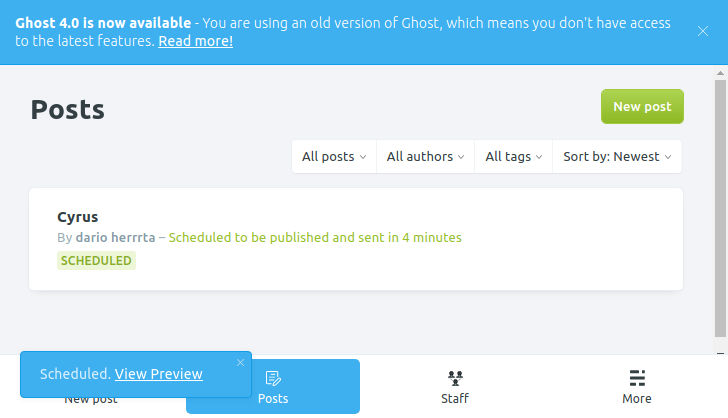 Ghost 4.0 is now available - You are using an old version of Ghost, which means you don't have access
to the latest features. Read more!
Posts
New post
All posts
All authors
All tags
Sort by: Newest
Cyrus
By dario herrrta – Scheduled to be published and sent in 4 minutes
SCHEDULED
Scheduled. View Preview
New post
Posts
Staff
More